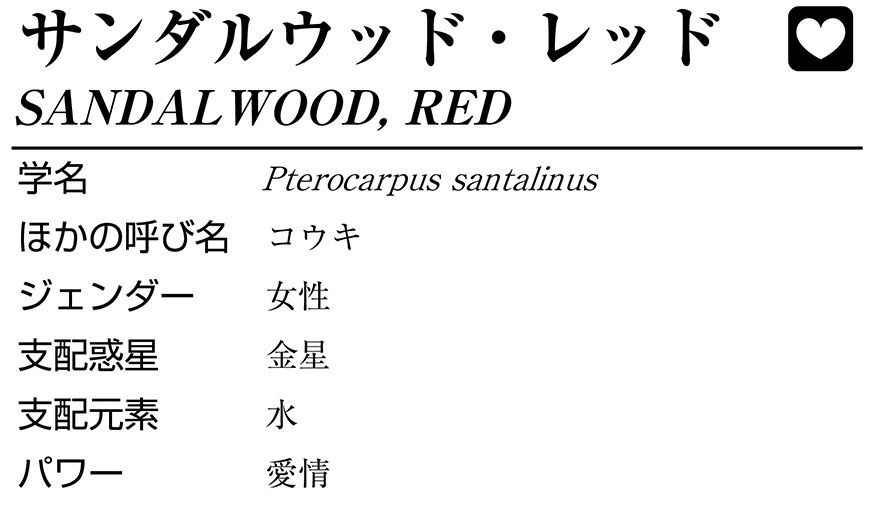 サンダルウッド・レッド
SANDALWOOD, RED
学名 Pterocarpus santalinus
ほかの呼び名 コウキ
ジェンダー 女性
支配惑星 金星
支配元素 水
パワー 愛情